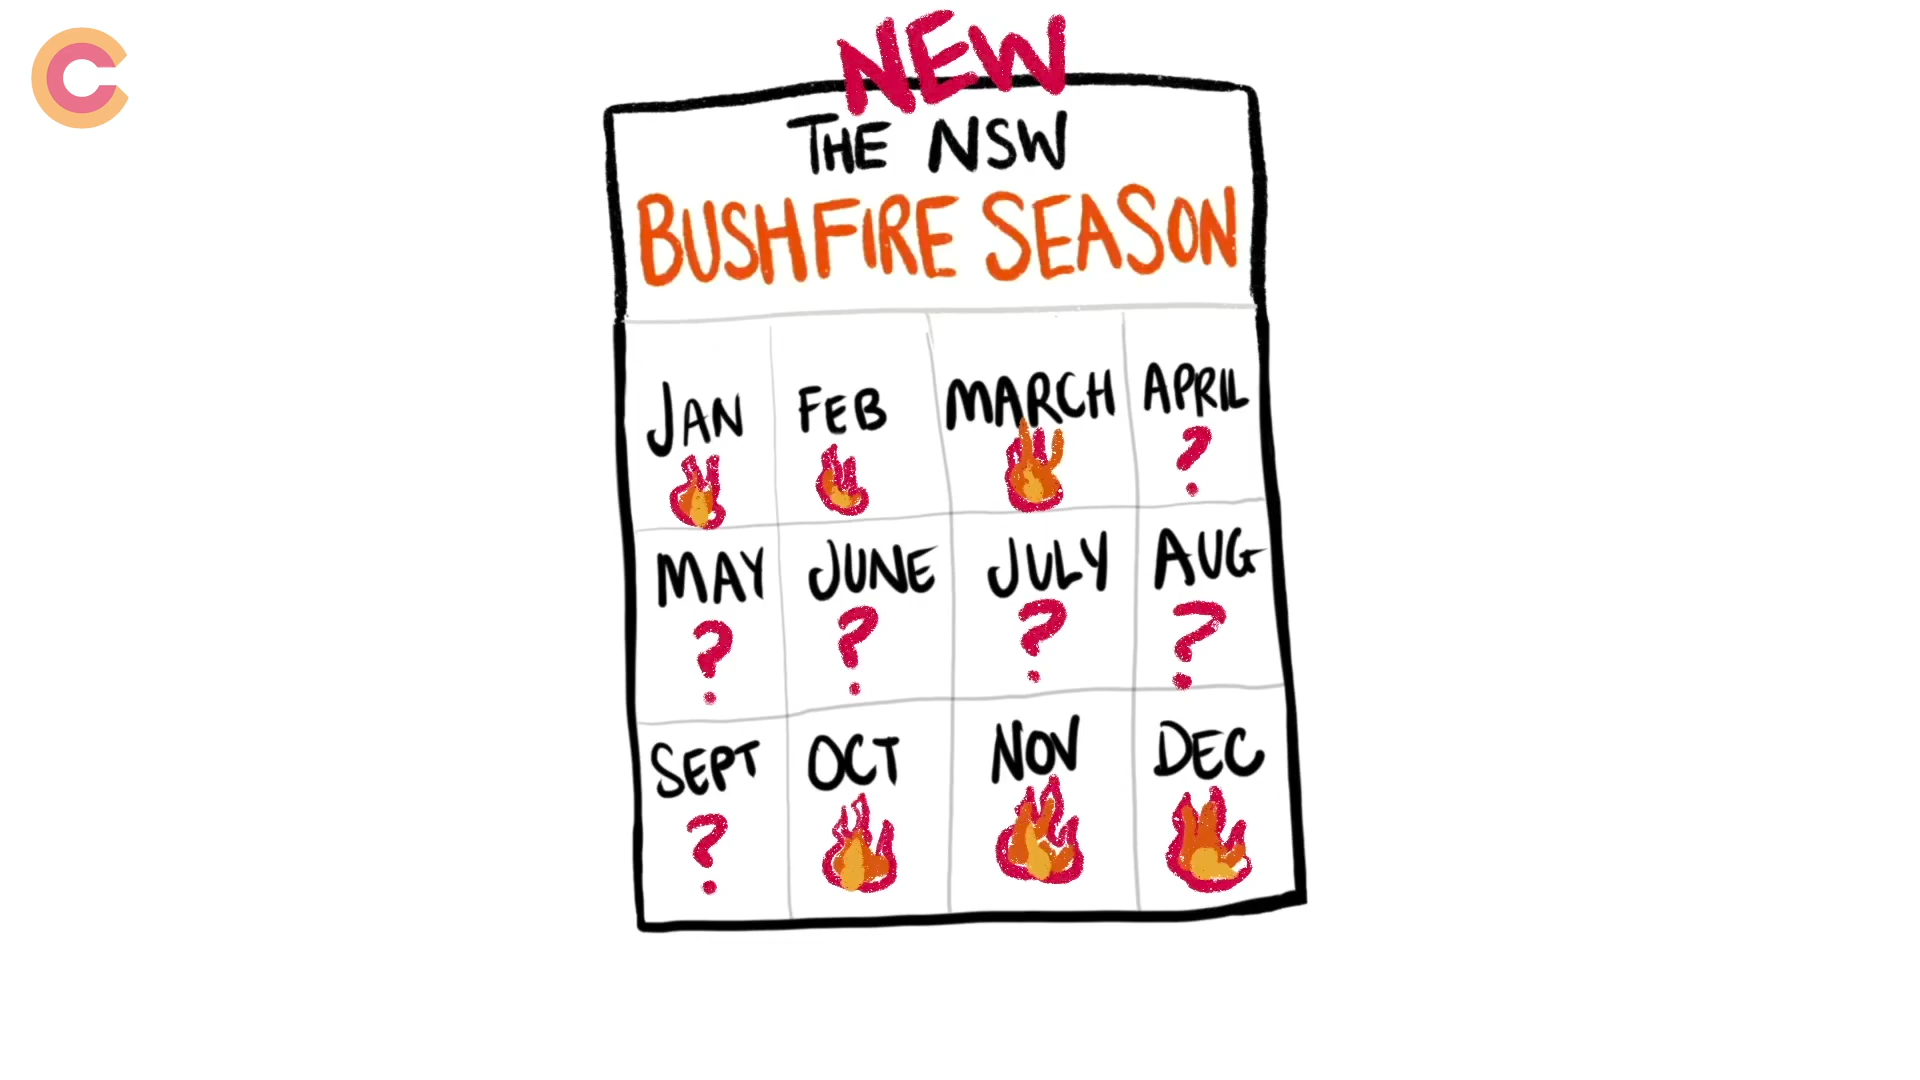 NEW
THE NSW
BUSHFIRE SEASON
JAN FEB MARCH APRIL
?
MAY JUNE JULY AUG
? ? ? ?
SEPT OCT NOV DEC
?